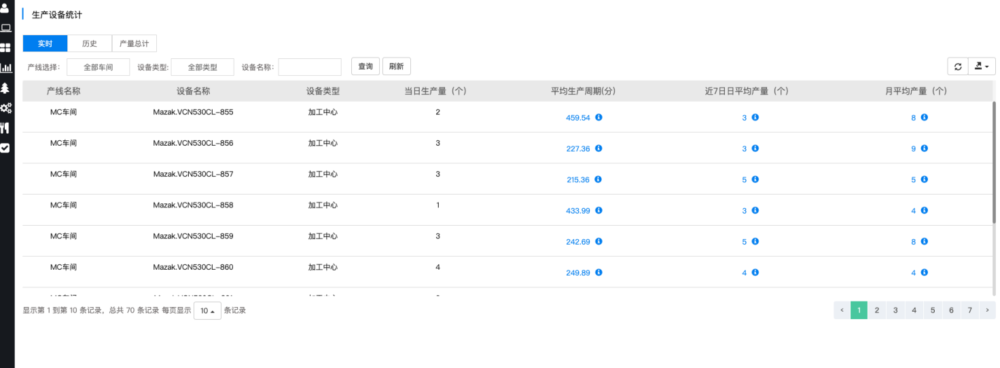 生产设备统计
实时 历史 产量总计
产线选择： 全部车间 设备类型: 全部类型 设备名称： 查询 刷新
产线名称 设备名称 设备类型 当日生产量（个） 平均生产周期(分) 近7日日平均产量（个） 月平均产量（个）
MC车间 Mazak.VCN530CL-855 加工中心 2 459.54 3 8
MC车间 Mazak.VCN530CL-856 加工中心 3 227.36 3 9
MC车间 Mazak.VCN530CL-857 加工中心 3 215.36 5 5
MC车间 Mazak.VCN530CL-858 加工中心 1 433.99 3 4
MC车间 Mazak.VCN530CL-859 加工中心 3 242.69 5 8
MC车间 Mazak.VCN530CL-860 加工中心 4 249.89 4 4
显示第 1 到第 10 条记录，总共 70 条记录 每页显示 10 条记录 ‹ 1 2 3 4 5 6 7 ›